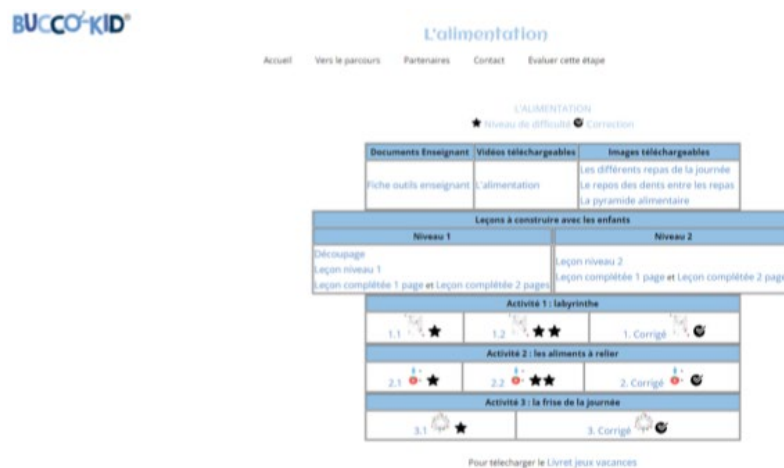 BUCCO-KID®
L'alimentation
Accueil Vers le parcours Partenaires Contact Evaluer cette étape
L'ALIMENTATION
Niveau de difficulté Correction
Documents Enseignant Vidéos téléchargeables Images téléchargeables
Fiche outils enseignant L'alimentation
Les différents repas de la journée
Le repos des dents entre les repas
La pyramide alimentaire
Leçons à construire avec les enfants
Niveau 1 Niveau 2
Découpage
Leçon niveau 1
Leçon complétée 1 page et Leçon complétée 2 pages
Leçon niveau 2
Leçon complétée 1 page et Leçon complétée 2 page
Activité 1 : labyrinthe
1.1 1.2 1. Corrigé
Activité 2 : les aliments à relier
2.1 2.2 2. Corrigé
Activité 3 : la frise de la journée
3.1 3. Corrigé
Pour télecharger le Livret jeux vacances